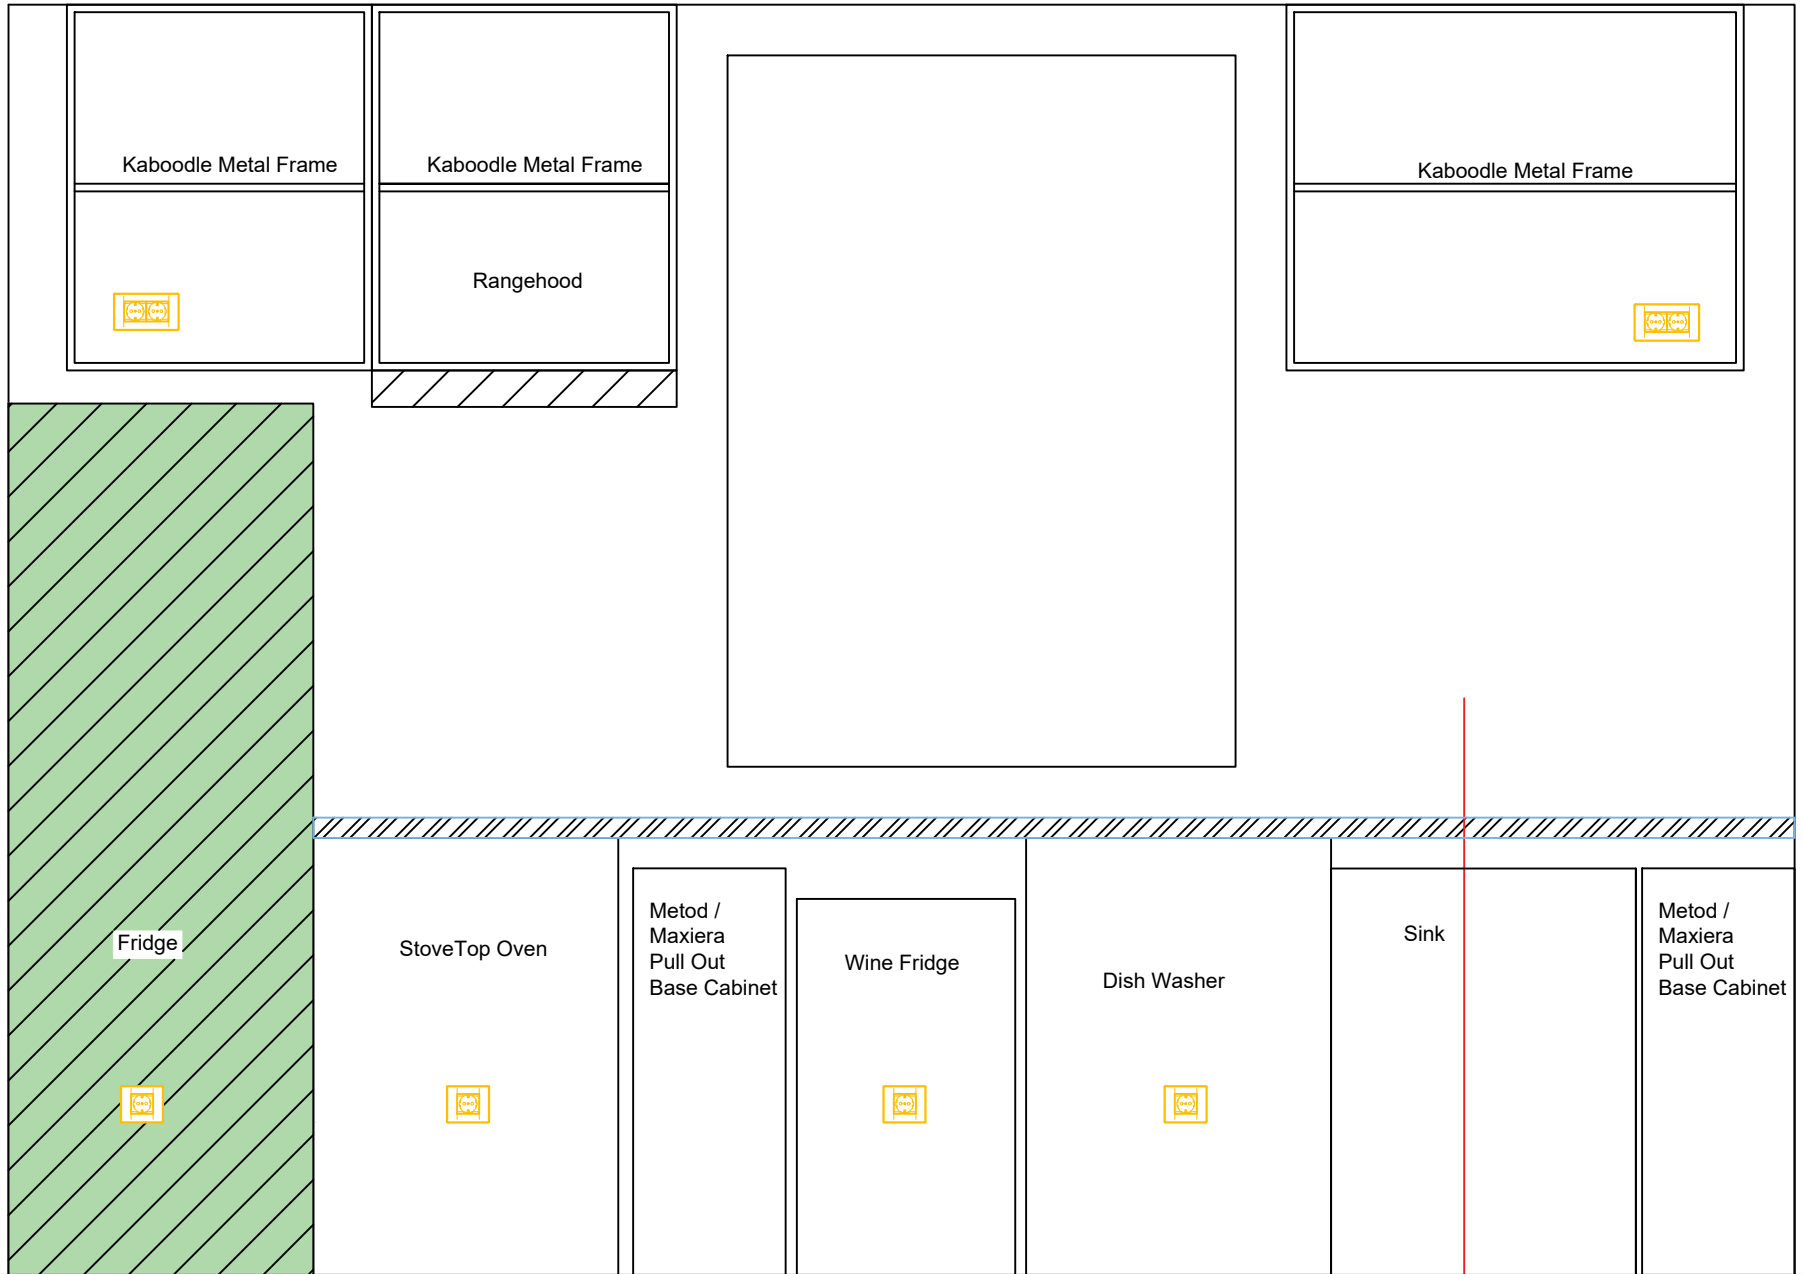 Kaboodle Metal Frame
Kaboodle Metal Frame
Kaboodle Metal Frame
Rangehood
Fridge
StoveTop Oven
Metod /
Maxiera
Pull Out
Base Cabinet
Wine Fridge
Dish Washer
Sink
Metod /
Maxiera
Pull Out
Base Cabinet